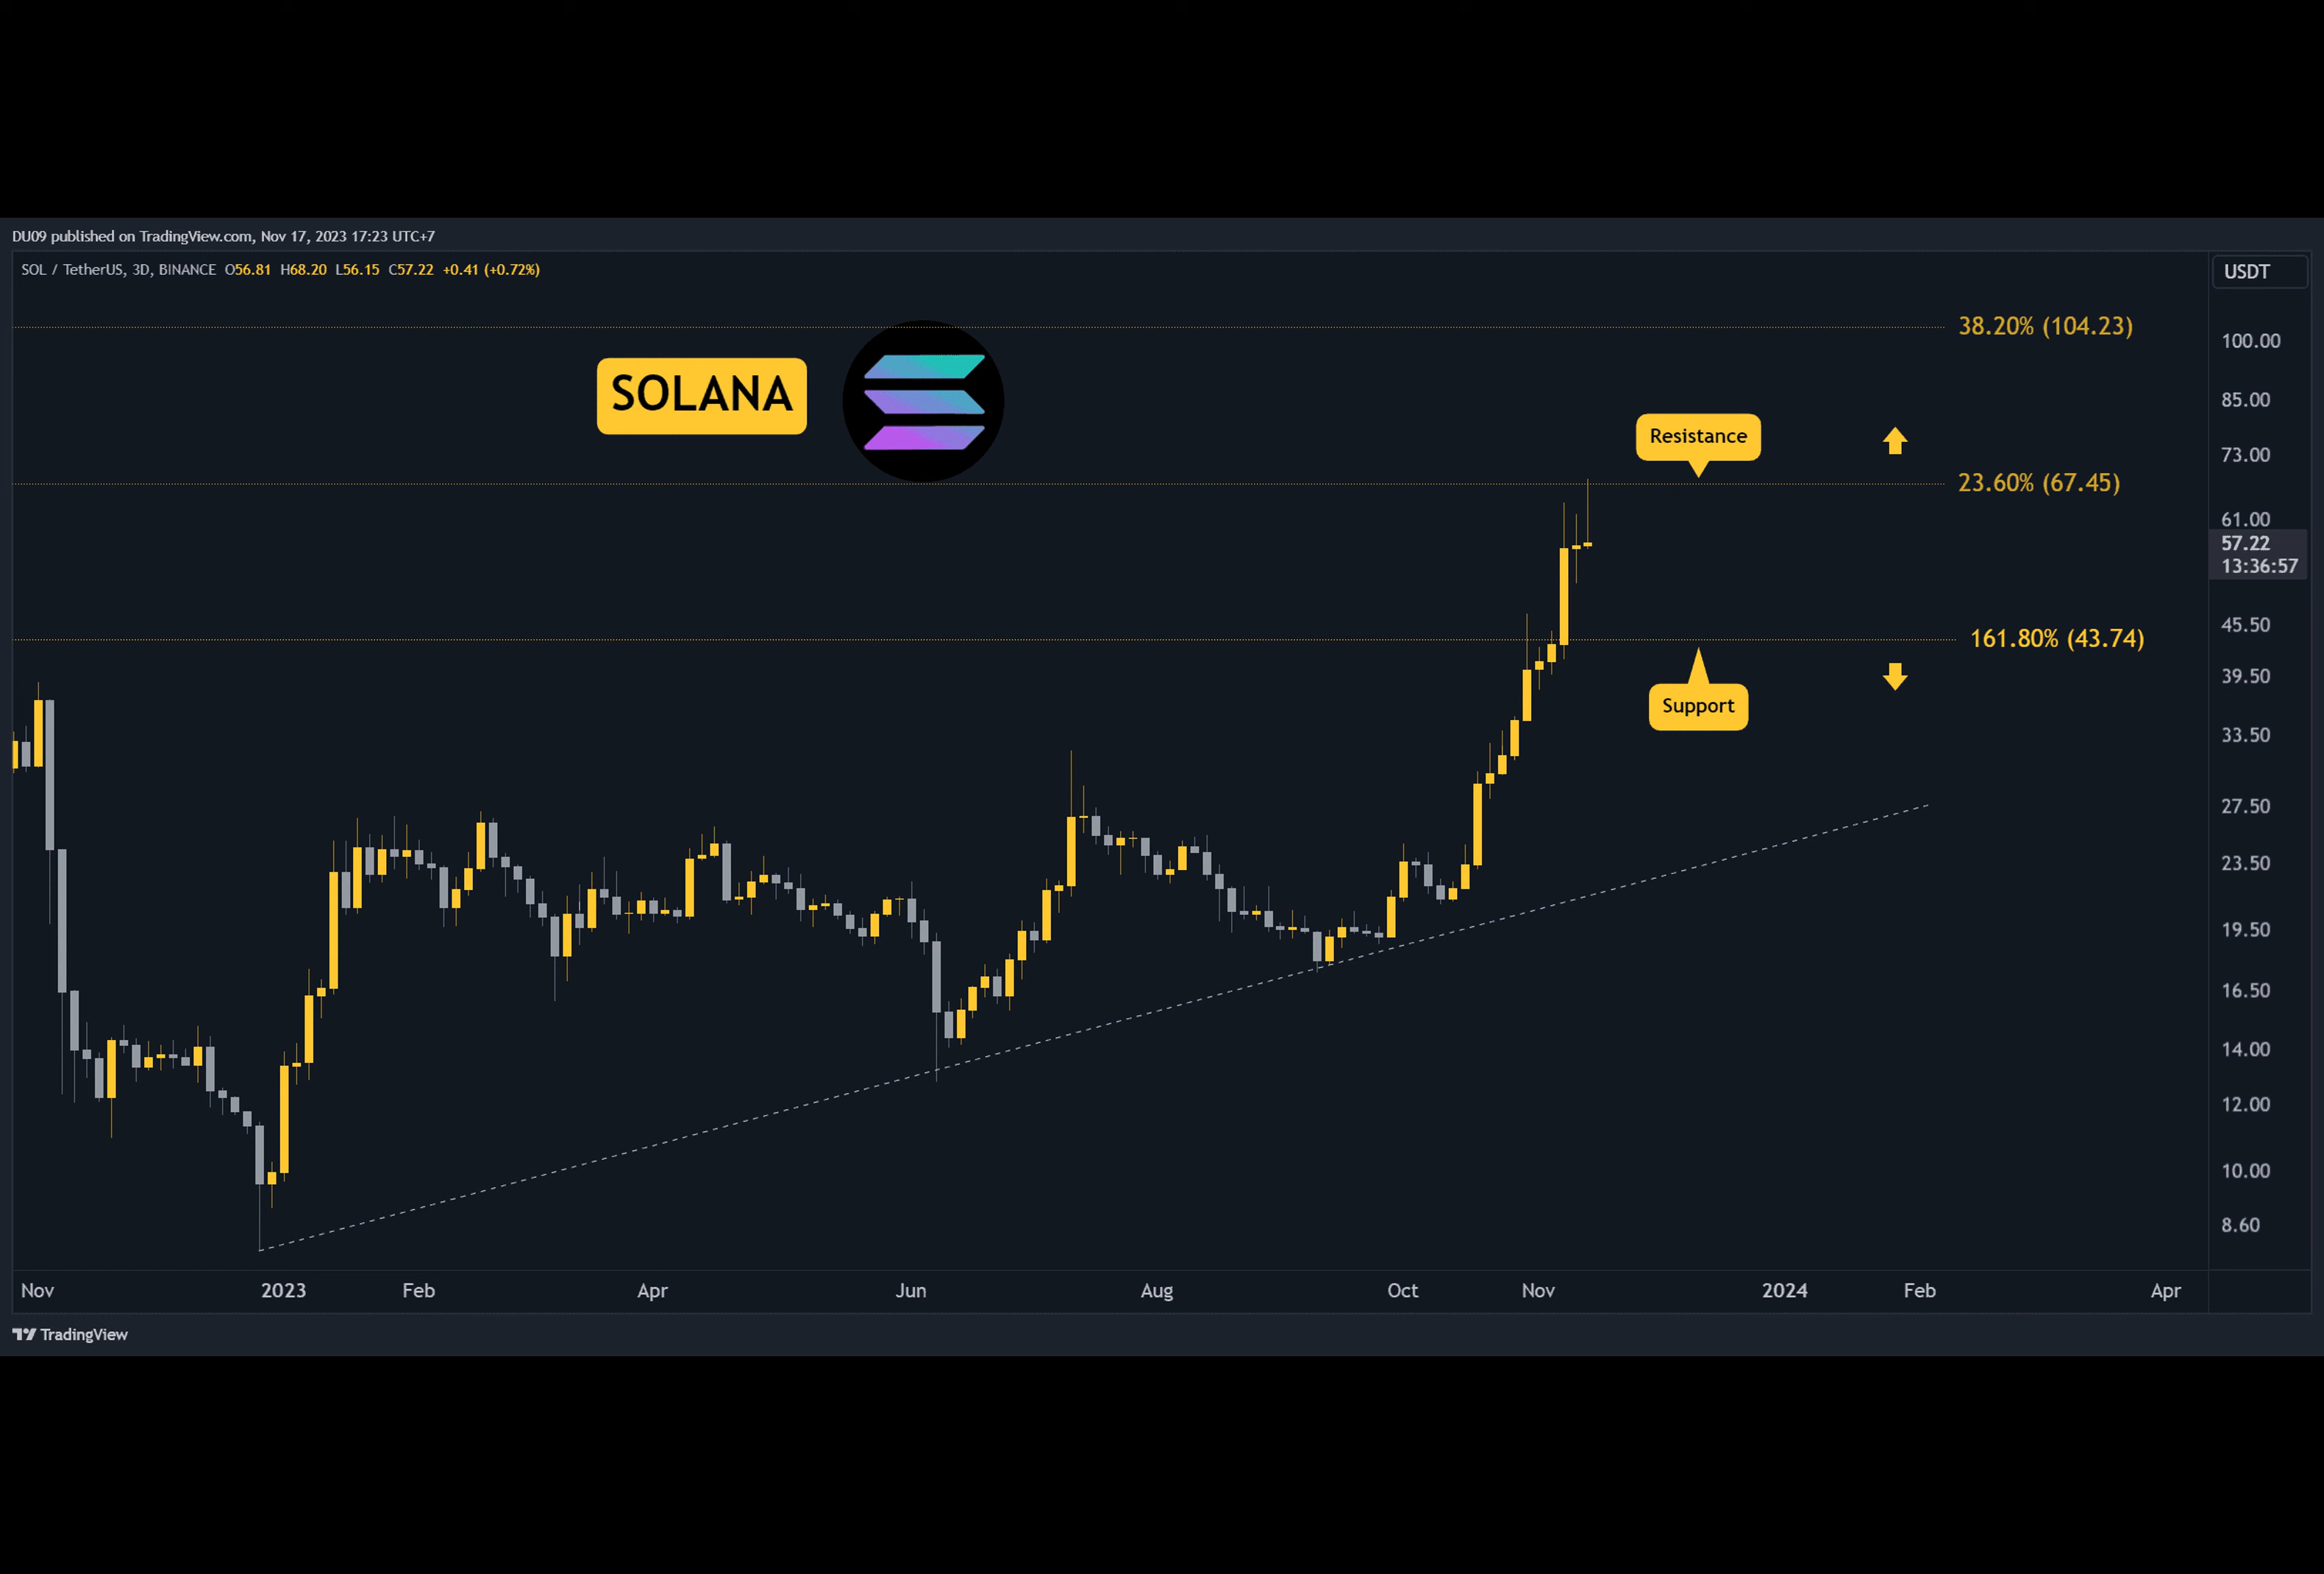 DU09 published on TradingView.com, Nov 17, 2023 17:23 UTC+7
SOL / TetherUS, 3D, BINANCE O56.81 H68.20 L56.15 C57.22 +0.41 (+0.72%)
USDT
38.20% (104.23)
100.00
SOLANA
85.00
Resistance
73.00
23.60% (67.45)
61.00
57.22
13:36:57
45.50
161.80% (43.74)
39.50
Support
33.50
27.50
23.50
19.50
16.50
14.00
12.00
10.00
8.60
Nov 2023 Feb Apr Jun Aug Oct Nov 2024 Feb Apr
TradingView